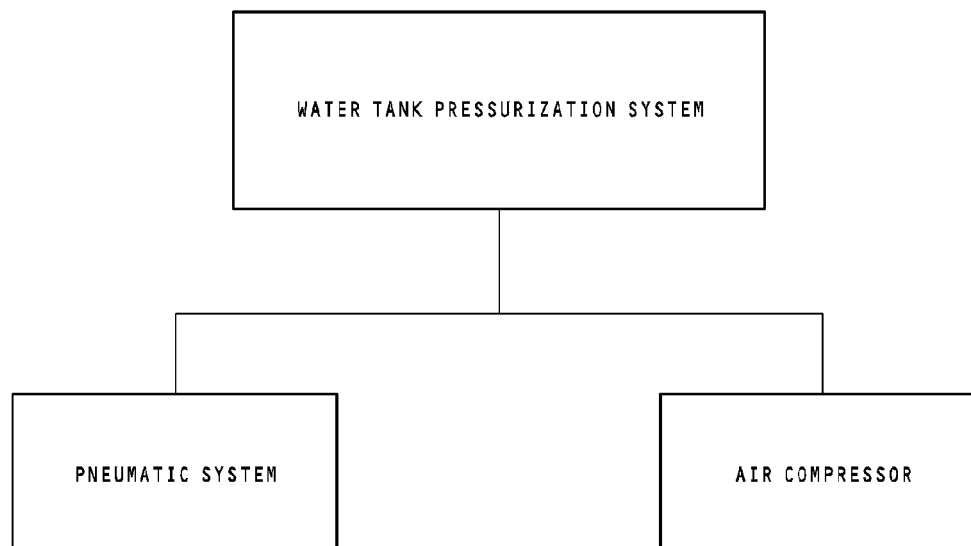 WATER TANK PRESSURIZATION SYSTEM
PNEUMATIC SYSTEM
AIR COMPRESSOR